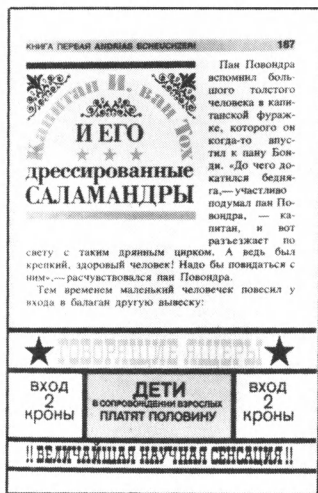 КНИГА ПЕРВАЯ ANDRIAS SCHEUCHZERI 187
Капитан Й. ван Тох
И ЕГО
дрессированные
САЛАМАНДРЫ
Пан Повондра
вспомнил боль-
шого толстого
человека в капи-
танской фураж-
ке, которого он
когда-то впус-
тил к пану Бон-
ди. «До чего до-
катился бедня-
га,— участливо
подумал пан По-
вондра, — ка-
питан, и вот
разъезжает по
свету с таким дрянным цирком. А ведь был
крепкий, здоровый человек! Надо бы повидаться с
ним»,— расчувствовался пан Повондра.
Тем временем маленький человечек повесил у
входа в балаган другую вывеску:
ГОВОРЯЩИЕ ЯЩЕРЫ
ВХОД
2
КРОНЫ
ДЕТИ
В СОПРОВОЖДЕНИИ ВЗРОСЛЫХ
ПЛАТЯТ ПОЛОВИНУ
ВХОД
2
КРОНЫ
!! ВЕЛИЧАЙШАЯ НАУЧНАЯ СЕНСАЦИЯ !!